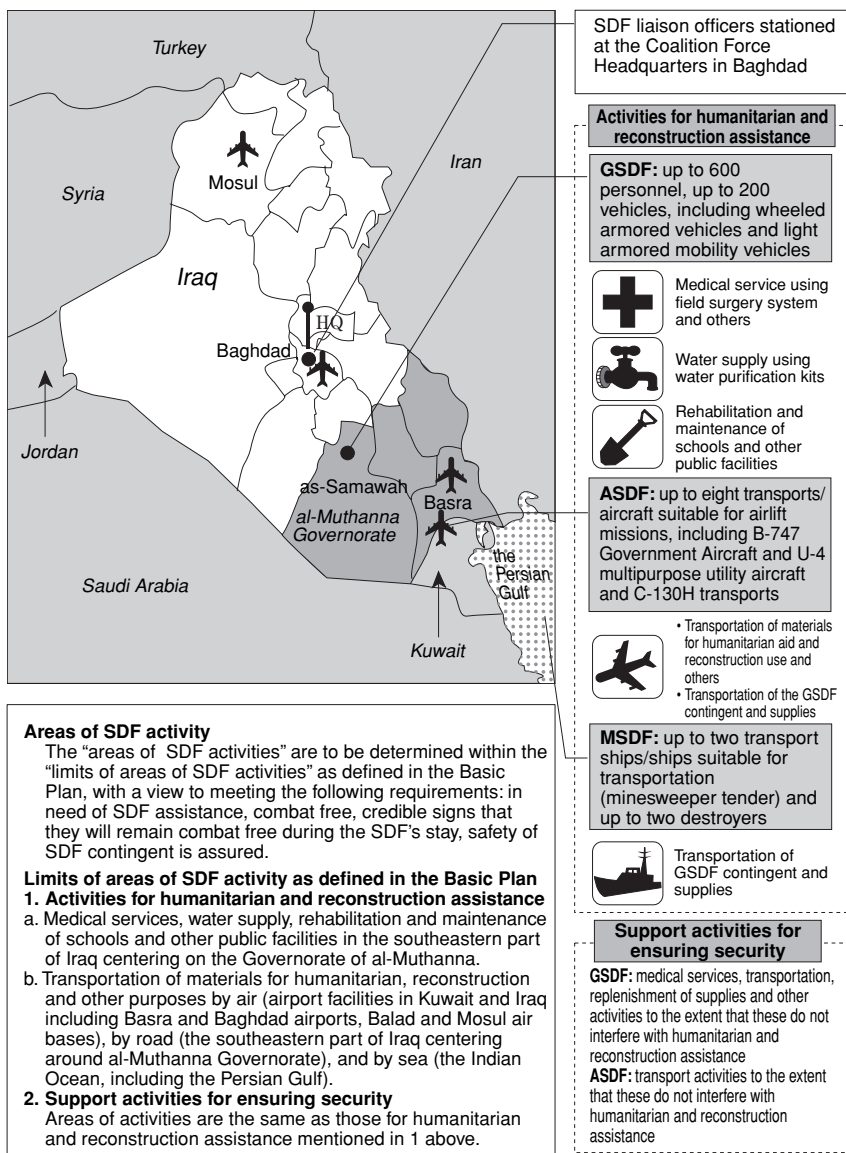 Turkey
Syria
Mosul
Iran
Iraq
HQ
Baghdad
Jordan
as-Samawah
al-Muthanna
Governorate
Basra
Saudi Arabia
the
Persian
Gulf
Kuwait
SDF liaison officers stationed
at the Coalition Force
Headquarters in Baghdad
Activities for humanitarian and
reconstruction assistance
GSDF: up to 600
personnel, up to 200
vehicles, including wheeled
armored vehicles and light
armored mobility vehicles
Medical service using
field surgery system
and others
Water supply using
water purification kits
Rehabilitation and
maintenance of
schools and other
public facilities
ASDF: up to eight transports/
aircraft suitable for airlift
missions, including B-747
Government Aircraft and U-4
multipurpose utility aircraft
and C-130H transports
• Transportation of materials
for humanitarian aid and
reconstruction use and
others
• Transportation of the GSDF
contingent and supplies
MSDF: up to two transport
ships/ships suitable for
transportation
(minesweeper tender) and
up to two destroyers
Transportation of
GSDF contingent and
supplies
Support activities for
ensuring security
GSDF: medical services, transportation,
replenishment of supplies and other
activities to the extent that these do not
interfere with humanitarian and
reconstruction assistance
ASDF: transport activities to the extent
that these do not interfere with
humanitarian and reconstruction
assistance
Areas of SDF activity
The “areas of SDF activities” are to be determined within the
“limits of areas of SDF activities” as defined in the Basic
Plan, with a view to meeting the following requirements: in
need of SDF assistance, combat free, credible signs that
they will remain combat free during the SDF’s stay, safety of
SDF contingent is assured.
Limits of areas of SDF activity as defined in the Basic Plan
1. Activities for humanitarian and reconstruction assistance
a. Medical services, water supply, rehabilitation and maintenance
of schools and other public facilities in the southeastern part
of Iraq centering on the Governorate of al-Muthanna.
b. Transportation of materials for humanitarian, reconstruction
and other purposes by air (airport facilities in Kuwait and Iraq
including Basra and Baghdad airports, Balad and Mosul air
bases), by road (the southeastern part of Iraq centering
around al-Muthanna Governorate), and by sea (the Indian
Ocean, including the Persian Gulf).
2. Support activities for ensuring security
Areas of activities are the same as those for humanitarian
and reconstruction assistance mentioned in 1 above.